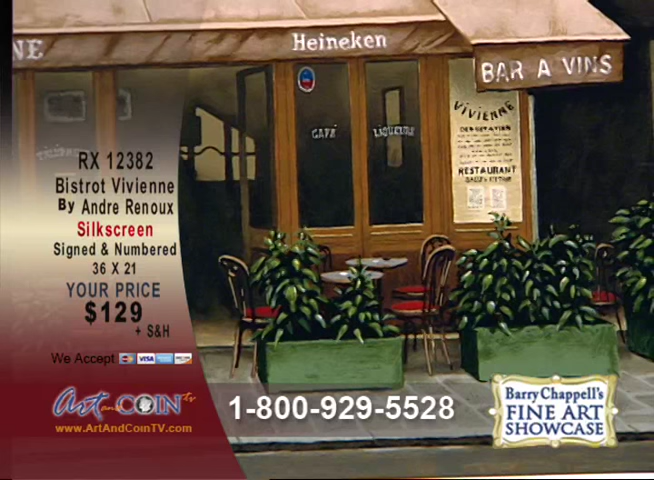 NE
Heineken
BAR A VINS
CAFÉ
VIVIENNE
DEGUSTATION
RESTAURANT
RX 12382
Bistrot Vivienne
By Andre Renoux
Silkscreen
Signed & Numbered
36 X 21
YOUR PRICE
$129
+ S&H
We Accept VISA
Art and COIN tv
www.ArtAndCoinTV.com
1-800-929-5528
Barry Chappell's
FINE ART
SHOWCASE